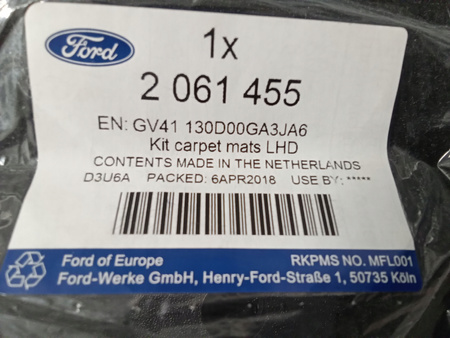 Ford
1x
2 061 455
EN: GV41 130D00GA3JA6
Kit carpet mats LHD
CONTENTS MADE IN THE NETHERLANDS
D3U6A PACKED: 6APR2018 USE BY: *****
Ford of Europe RKPMS NO. MFL001
Ford-Werke GmbH, Henry-Ford-Straße 1, 50735 Köln